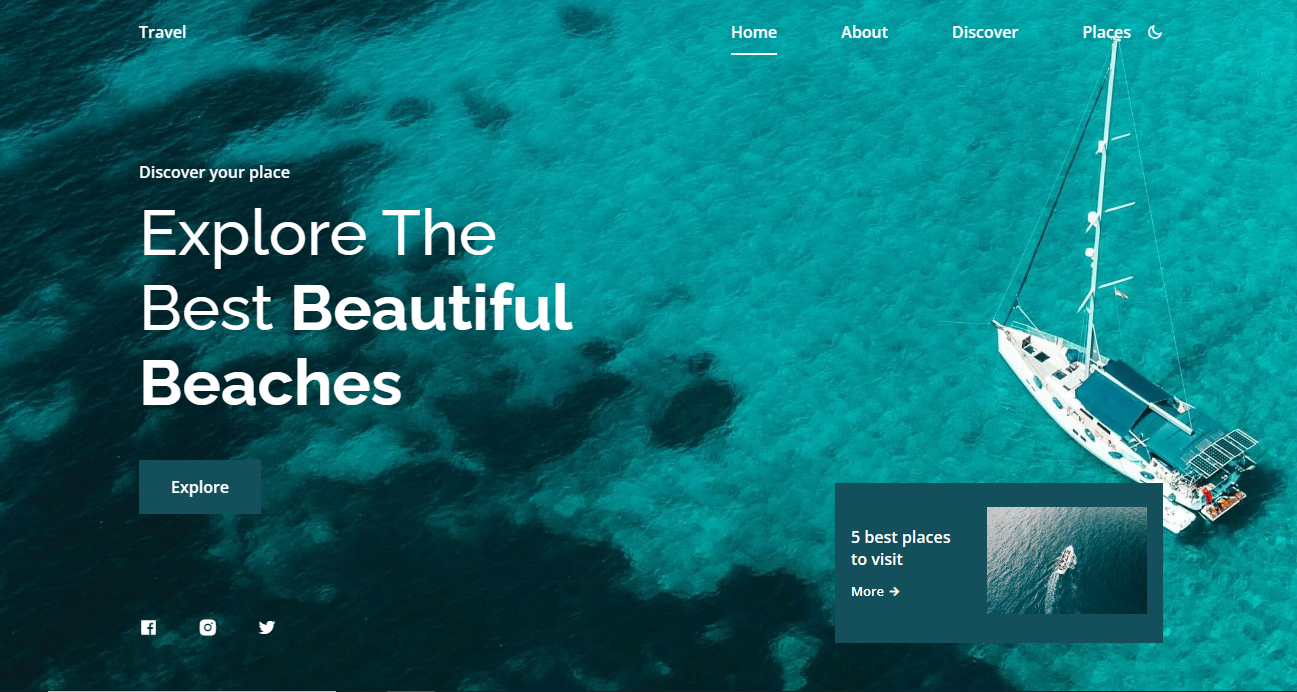 Travel
Home
About
Discover
Places
Discover your place
Explore The
Best Beautiful
Beaches
Explore
5 best places
to visit
More